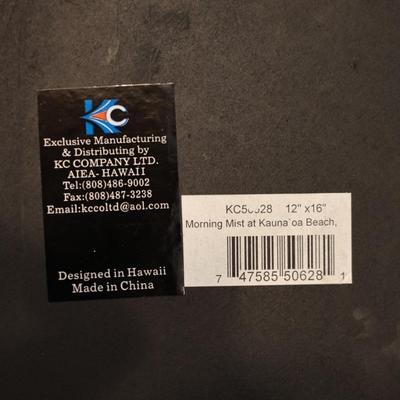 KC
Exclusive Manufacturing
& Distributing by
KC COMPANY LTD.
AIEA- HAWAII
Tel:(808)486-9002
Fax:(808)487-3238
Email:kccoltd@aol.com
Designed in Hawaii
Made in China
12" x16"
Morning Mist at Kauna`oa Beach,
7 47585 50628 1